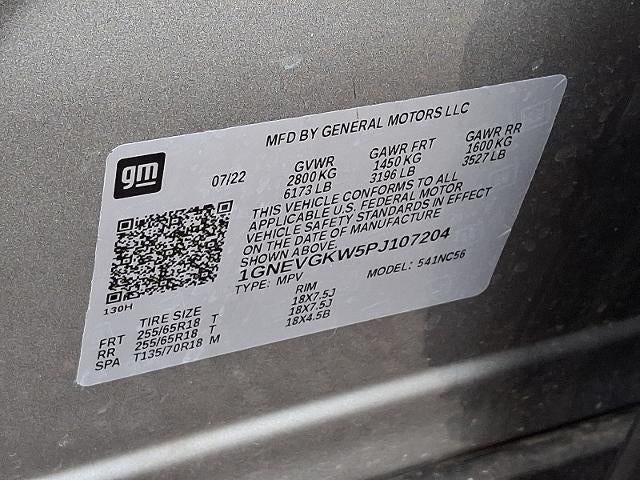 MFD BY GENERAL MOTORS LLC
gm
07/22 GVWR GAWR FRT GAWR RR
2800 KG 1450 KG 1600 KG
6173 LB 3196 LB 3527 LB
THIS VEHICLE CONFORMS TO ALL
APPLICABLE U.S. FEDERAL MOTOR
VEHICLE SAFETY STANDARDS IN EFFECT
ON THE DATE OF MANUFACTURE
SHOWN ABOVE.
1GNEVGKW5PJ107204
TYPE: MPV MODEL: 541NC56
130H
TIRE SIZE RIM
FRT 255/65R18 T 18X7.5J
RR 255/65R18 T 18X7.5J
SPA T135/70R18 M 18X4.5B